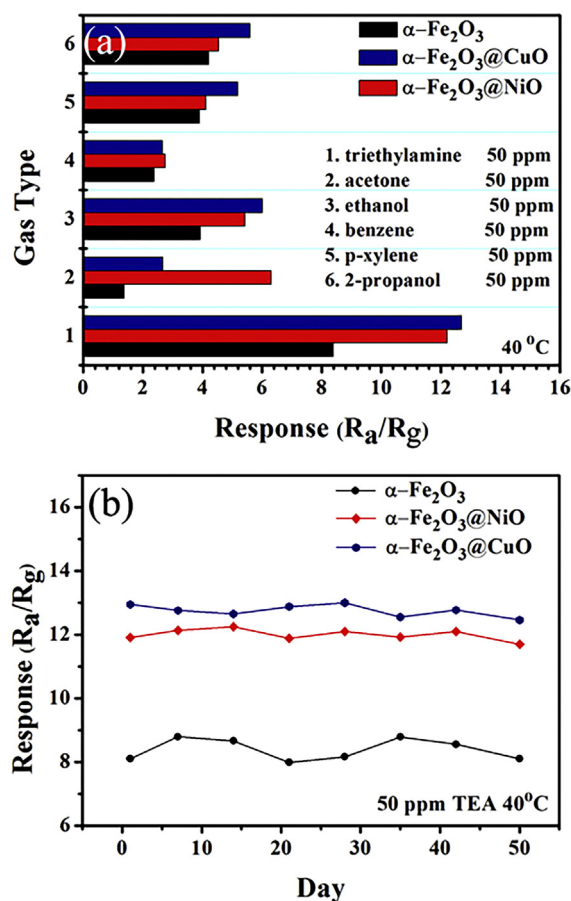 (a)
α−Fe₂O₃
α−Fe₂O₃@CuO
α−Fe₂O₃@NiO
Gas Type
6
5
4
3
2
1
1. triethylamine 50 ppm
2. acetone 50 ppm
3. ethanol 50 ppm
4. benzene 50 ppm
5. p-xylene 50 ppm
6. 2-propanol 50 ppm
40 °C
0 2 4 6 8 10 12 14 16
Response (Ra/Rg)
(b)
α−Fe₂O₃
α−Fe₂O₃@NiO
α−Fe₂O₃@CuO
Response (Ra/Rg)
16
14
12
10
8
6
50 ppm TEA 40°C
0 10 20 30 40 50
Day